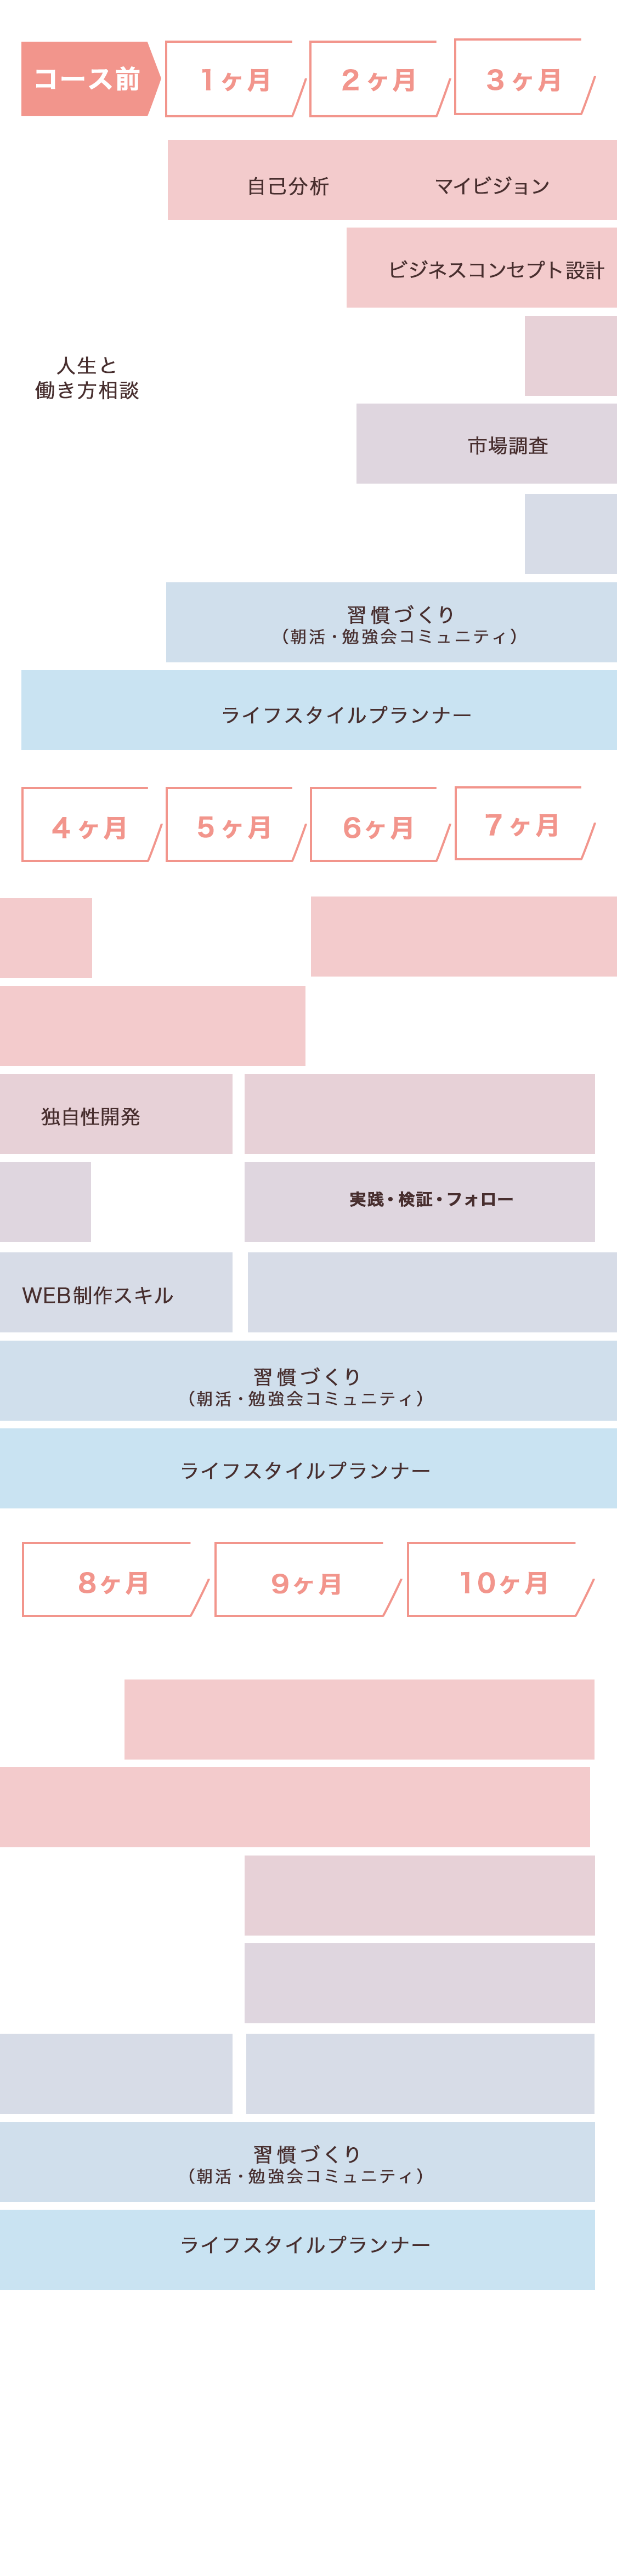 コース前
1ヶ月
2ヶ月
3ヶ月
自己分析
マイビジョン
ビジネスコンセプト設計
人生と
働き方相談
市場調査
習慣づくり
（朝活・勉強会コミュニティ）
ライフスタイルプランナー
4ヶ月
5ヶ月
6ヶ月
7ヶ月
独自性開発
実践・検証・フォロー
WEB制作スキル
習慣づくり
（朝活・勉強会コミュニティ）
ライフスタイルプランナー
8ヶ月
9ヶ月
10ヶ月
習慣づくり
（朝活・勉強会コミュニティ）
ライフスタイルプランナー